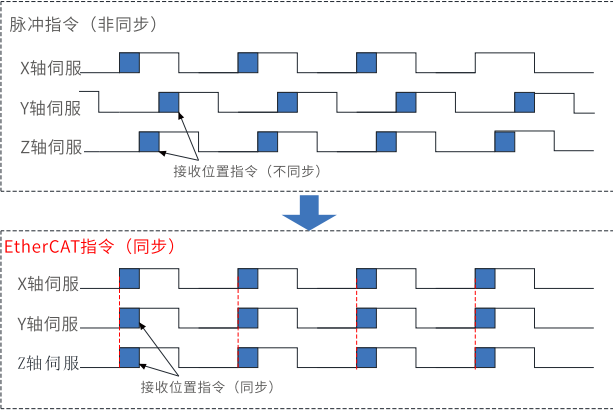 脉冲指令（非同步）
X轴伺服
Y轴伺服
Z轴伺服
接收位置指令（不同步）
EtherCAT指令（同步）
X轴伺服
Y轴伺服
Z轴伺服
接收位置指令（同步）